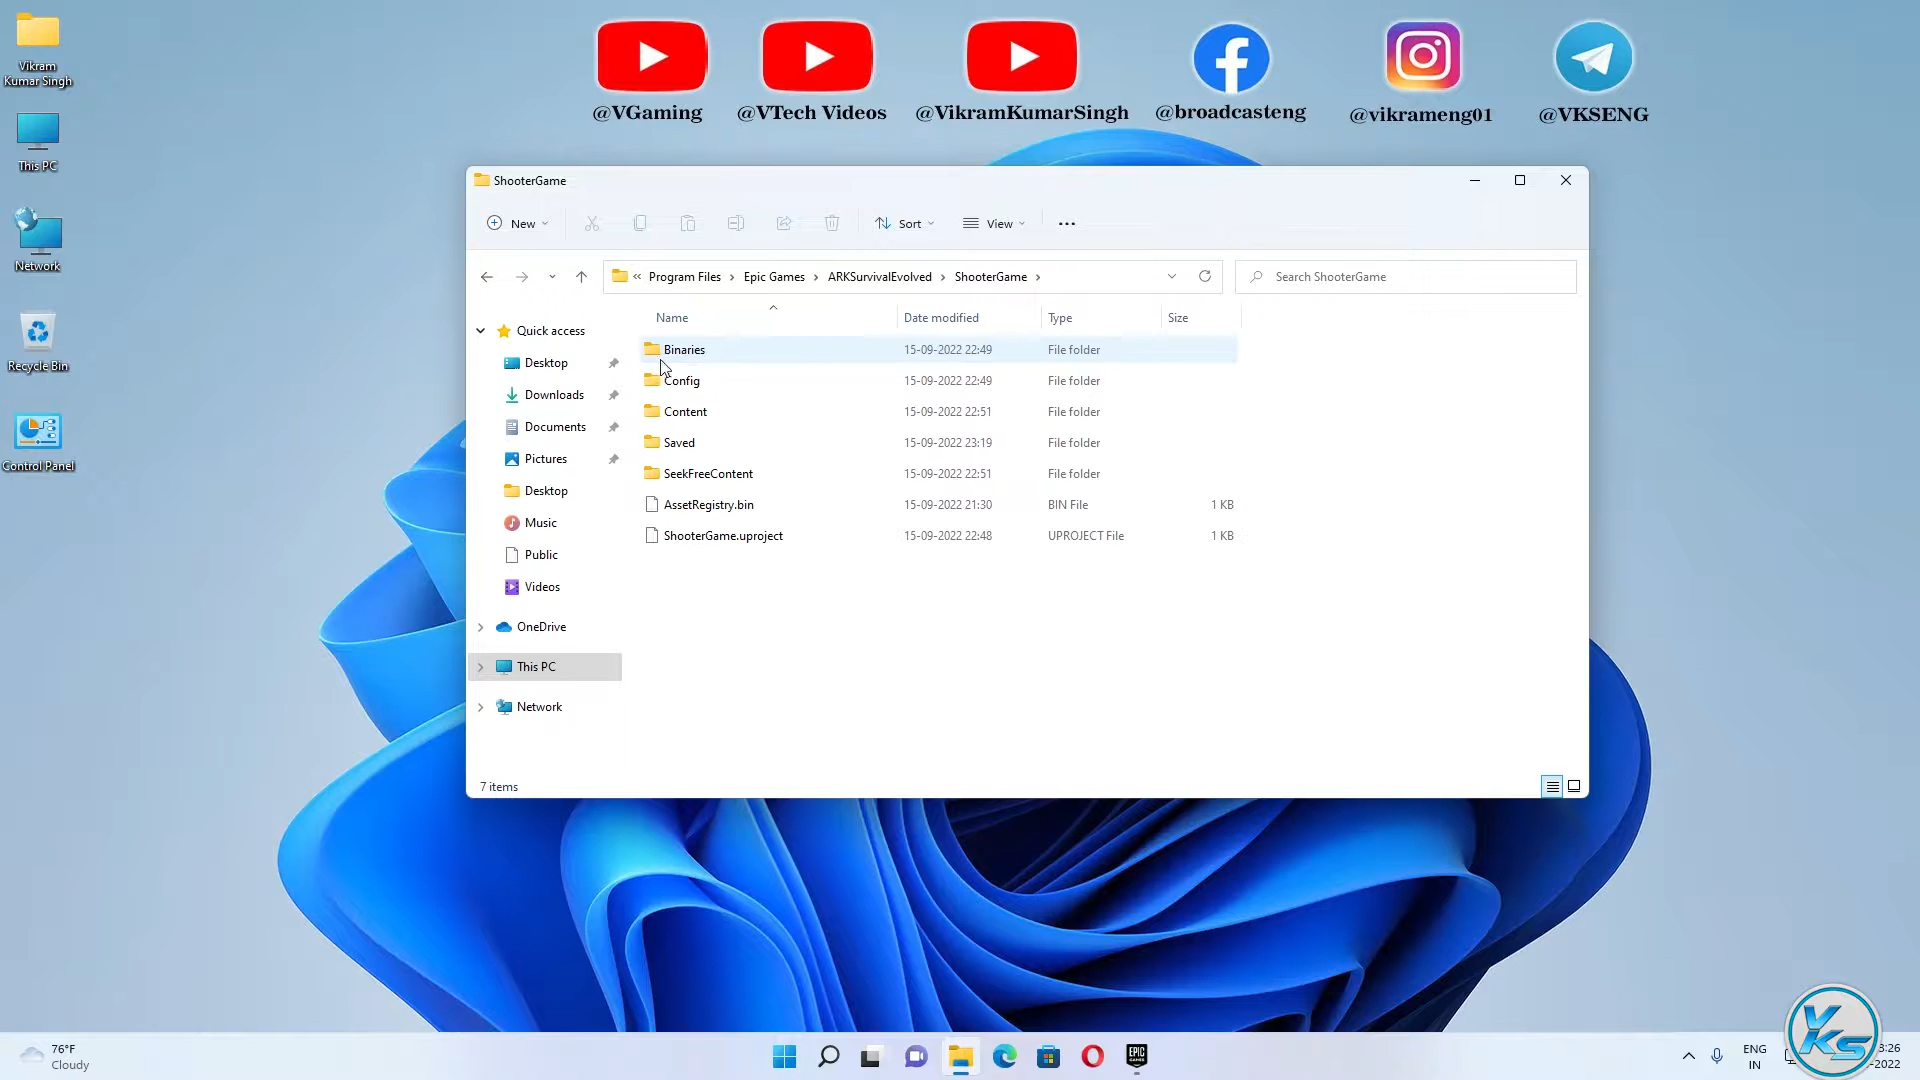 Vikram
Kumar Singh
This PC
Network
Recycle Bin
Control Panel
@VGaming
@VTech Videos
@VikramKumarSingh
@broadcasteng
@vikrameng01
@VKSENG
ShooterGame
New
Sort
View
« Program Files › Epic Games › ARKSurvivalEvolved › ShooterGame ›
Search ShooterGame
Quick access
Desktop
Downloads
Documents
Pictures
Desktop
Music
Public
Videos
OneDrive
This PC
Network
Name Date modified Type Size
Binaries 15-09-2022 22:49 File folder
Config 15-09-2022 22:49 File folder
Content 15-09-2022 22:51 File folder
Saved 15-09-2022 23:19 File folder
SeekFreeContent 15-09-2022 22:51 File folder
AssetRegistry.bin 15-09-2022 21:30 BIN File 1 KB
ShooterGame.uproject 15-09-2022 22:48 UPROJECT File 1 KB
7 items
76°F
Cloudy
EPIC
GAMES
ENG
IN
3:26
-2022
VKS